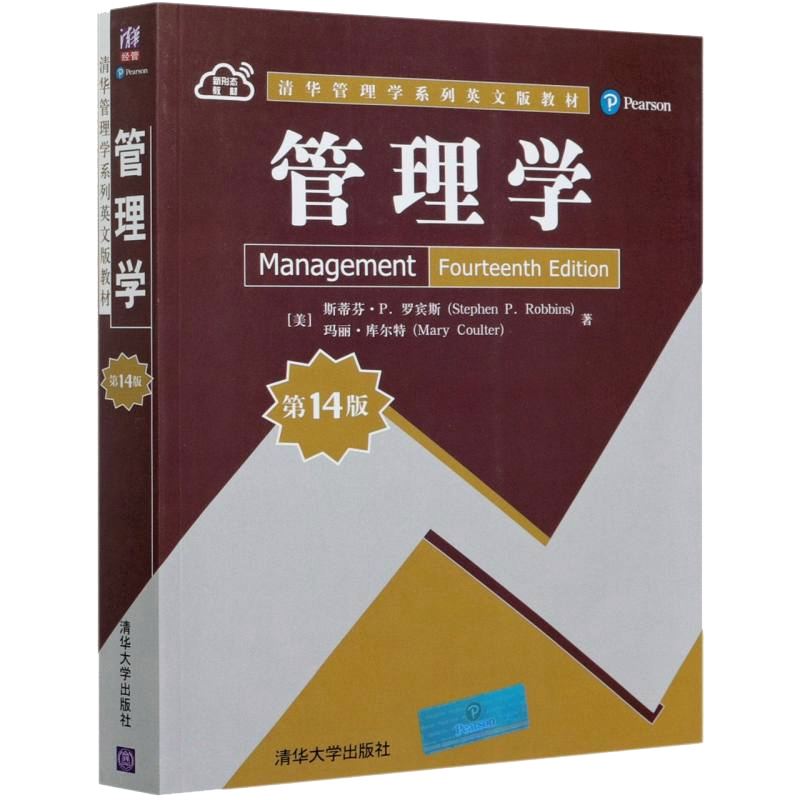 清华
经管
Pearson
清华管理学系列英文版教材
管理学
第14版
清华大学出版社
新形态
教材
清华管理学系列英文版教材
Pearson
管理学
Management Fourteenth Edition
[美] 斯蒂芬·P. 罗宾斯 (Stephen P. Robbins)
玛丽·库尔特 (Mary Coulter) 著
第14版
Pearson
清华大学出版社